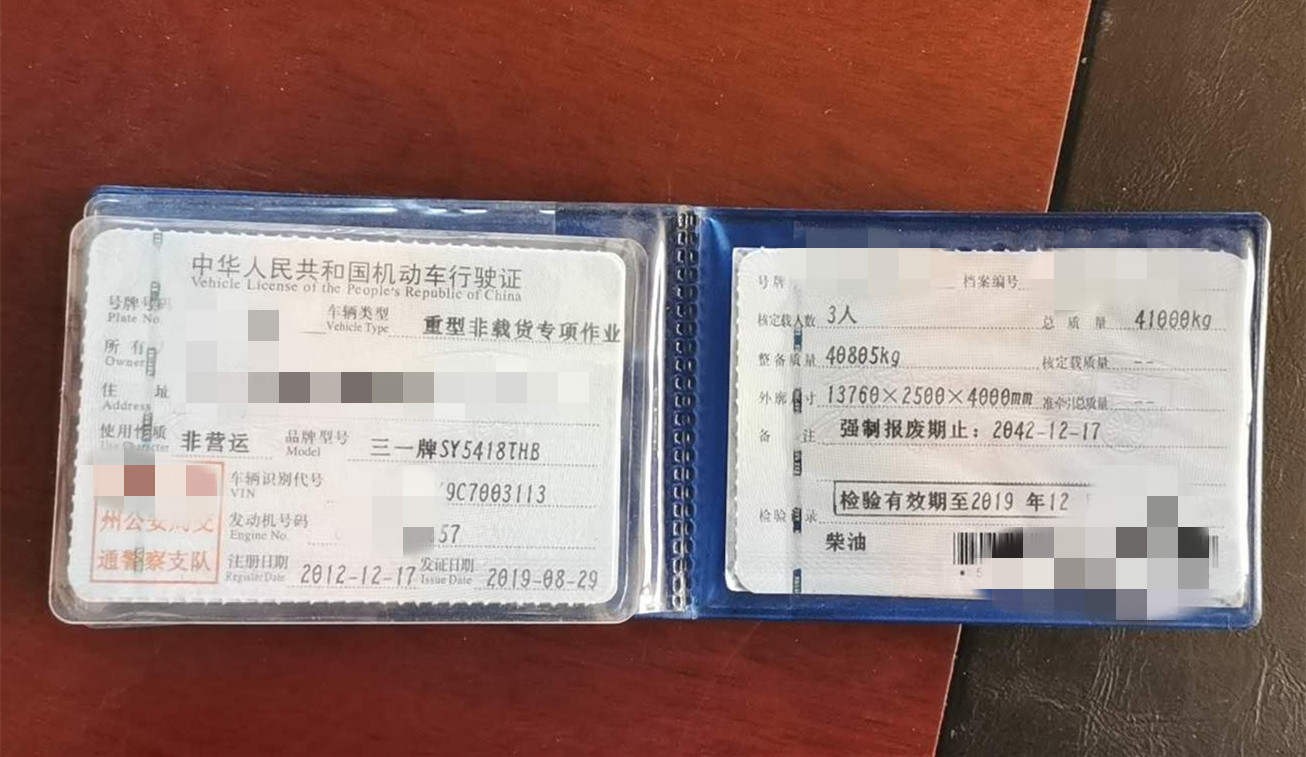 中华人民共和国机动车行驶证
Vehicle License of the People's Republic of China
号牌号码
Plate No.
车辆类型
Vehicle Type
重型非载货专项作业
所有
Owner
住 址
Address
使用性质
Use Character
非营运
品牌型号
Model
三一牌SY5418THB
车辆识别代号
VIN
9C7003113
州公安局交
通警察支队
发动机号码
Engine No.
57
注册日期
Register Date
2012-12-17
发证日期
Issue Date
2019-08-29
号牌
档案编号
核定载人数 3人
总 质 量 41000kg
整备质量 40805kg
核定载质量 --
外廓尺寸 13760×2500×4000mm
准牵引总质量 --
备 注 强制报废期止：2042-12-17
检验有效期至2019 年12
检验 录
柴油